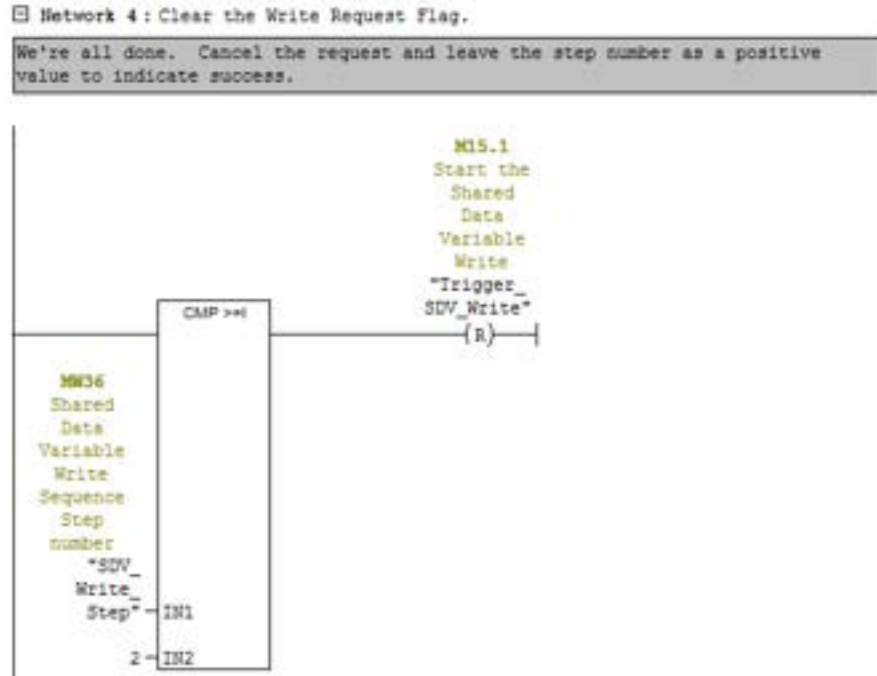 Network 4 : Clear the Write Request Flag.
We're all done.  Cancel the request and leave the step number as a positive
value to indicate success.
M15.1
Start the
Shared
Data
Variable
Write
"Trigger_
SDV_Write"
CMP >=I
(R)
MW36
Shared
Data
Variable
Write
Sequence
Step
number
"SDV_
Write_
Step"
IN1
2
IN2